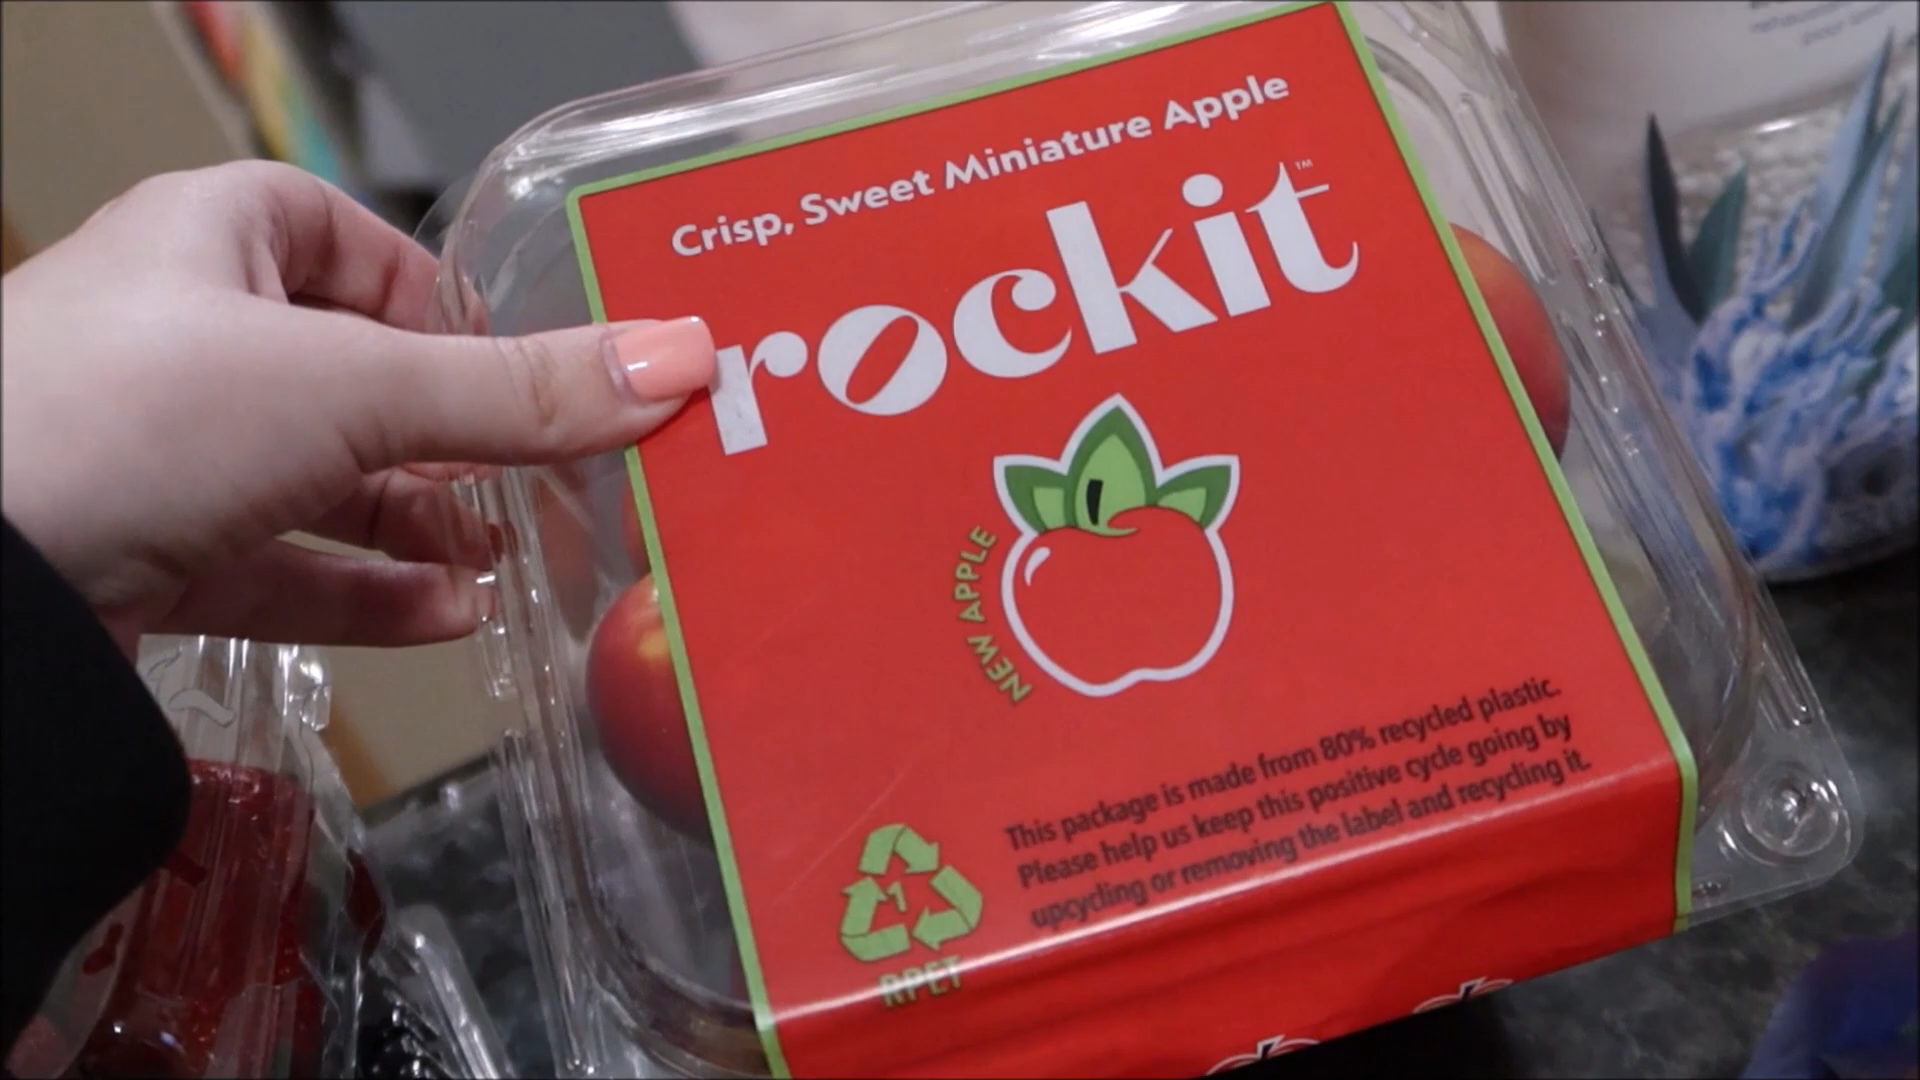 Crisp, Sweet Miniature Apple
rockit™
NEW APPLE
This package is made from 80% recycled plastic.
Please help us keep this positive cycle going by
upcycling or removing the label and recycling it.
1
RPET